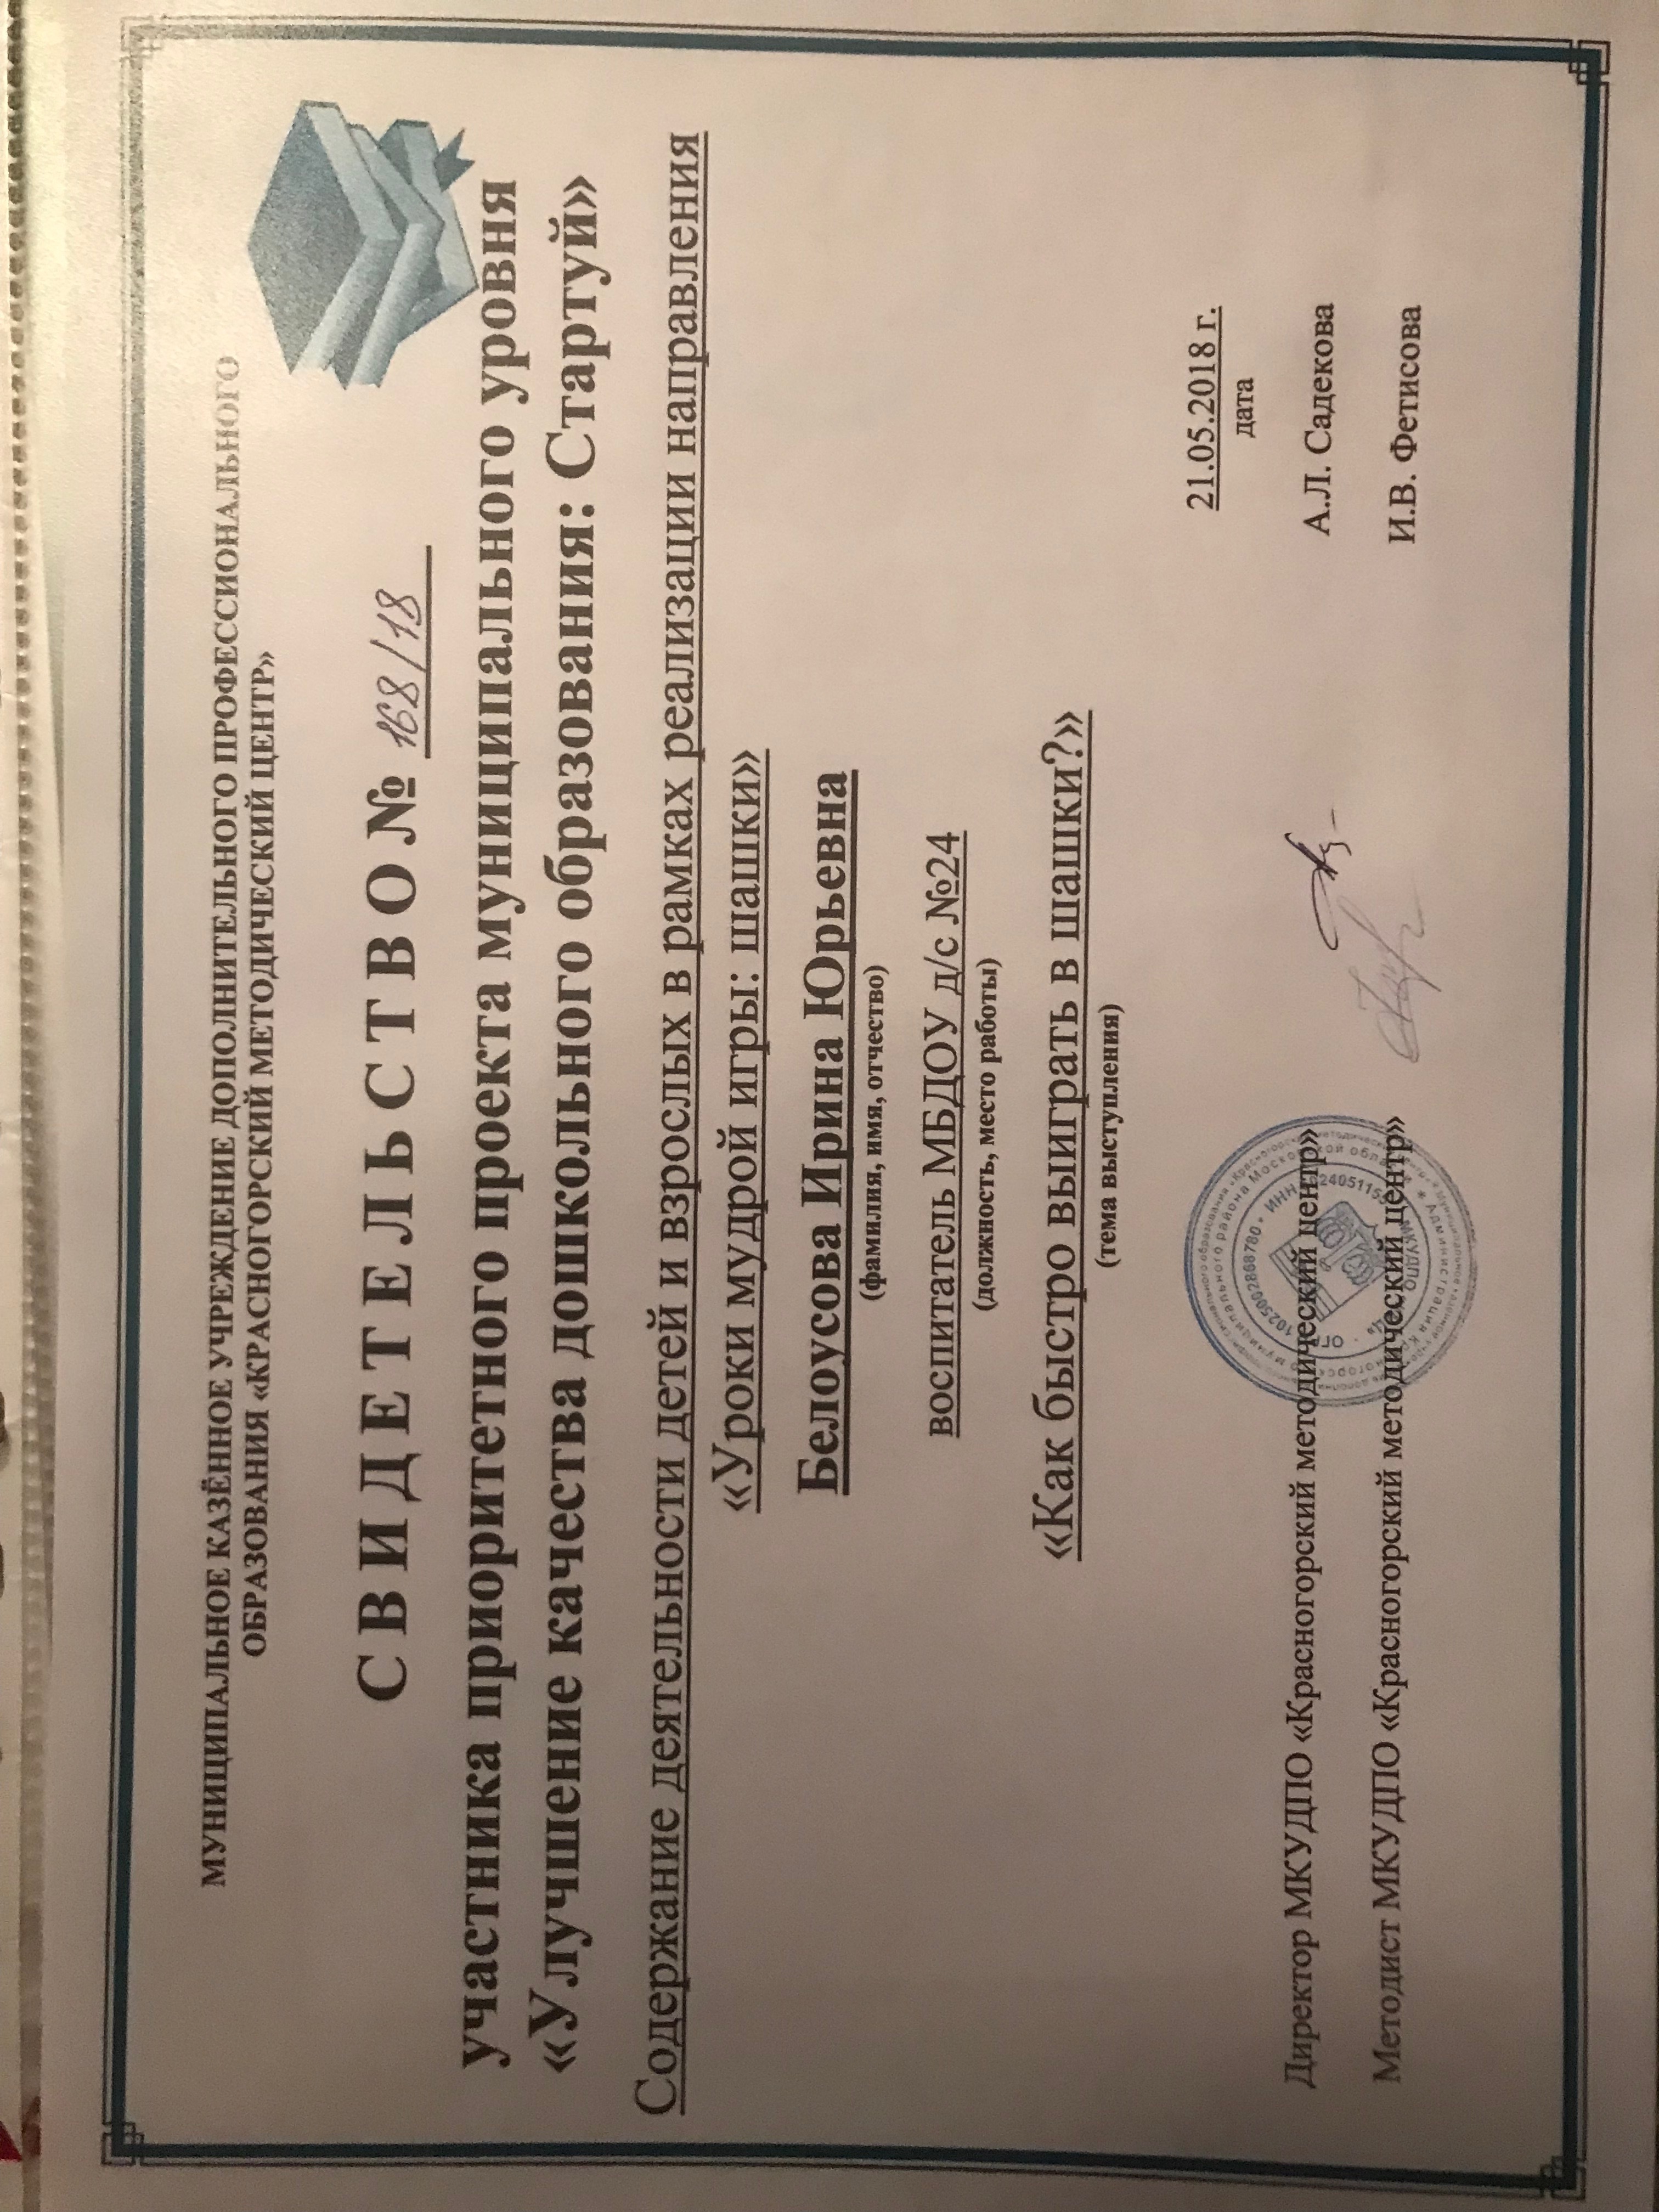 МУНИЦИПАЛЬНОЕ КАЗЁННОЕ УЧРЕЖДЕНИЕ ДОПОЛНИТЕЛЬНОГО ПРОФЕССИОНАЛЬНОГО
ОБРАЗОВАНИЯ «КРАСНОГОРСКИЙ МЕТОДИЧЕСКИЙ ЦЕНТР»
СВИДЕТЕЛЬСТВО№ 168/18
участника приоритетного проекта муниципального уровня
«Улучшение качества дошкольного образования: Стартуй»
Содержание деятельности детей и взрослых в рамках реализации направления
«Уроки мудрой игры: шашки»
Белоусова Ирина Юрьевна
(фамилия, имя, отчество)
воспитатель МБДОУ д/с №24
(должность, место работы)
«Как быстро выиграть в шашки?»
(тема выступления)
21.05.2018 г.
дата
Директор МКУДПО «Красногорский методический центр» А.Л. Садекова
Методист МКУДПО «Красногорский методический центр» И.В. Фетисова